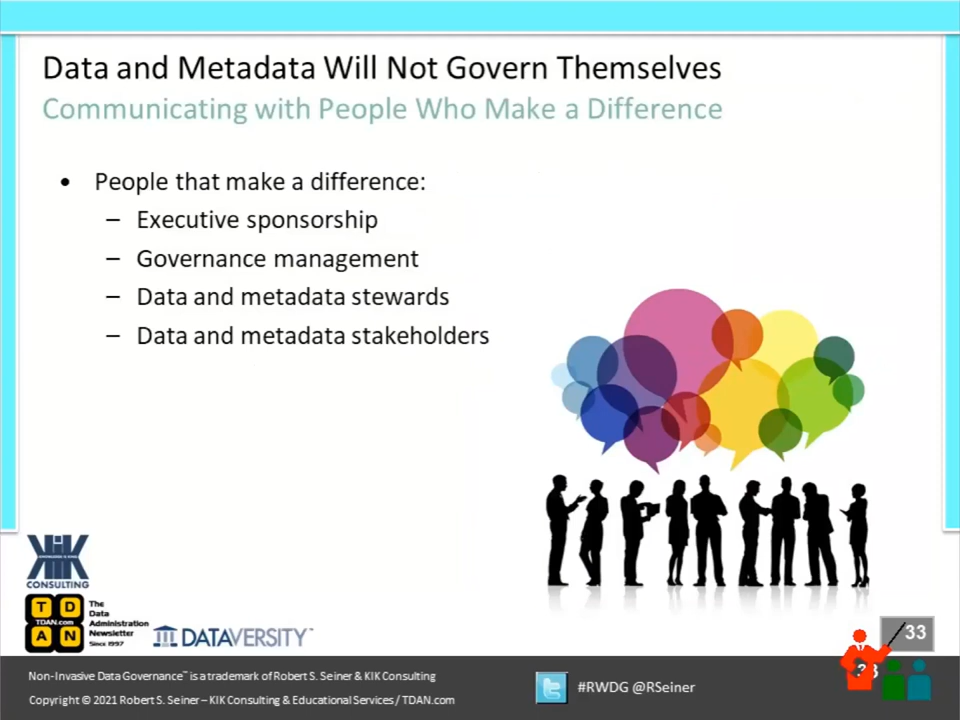 Data and Metadata Will Not Govern Themselves
Communicating with People Who Make a Difference
• People that make a difference:
– Executive sponsorship
– Governance management
– Data and metadata stewards
– Data and metadata stakeholders
KIK
CONSULTING
T D
TDAN.com
A N
The
Data
Administration
Newsletter
Since 1997
DATAVERSITY™
33
Non-Invasive Data Governance™ is a trademark of Robert S. Seiner & KIK Consulting
Copyright © 2021 Robert S. Seiner – KIK Consulting & Educational Services / TDAN.com
#RWDG @RSeiner